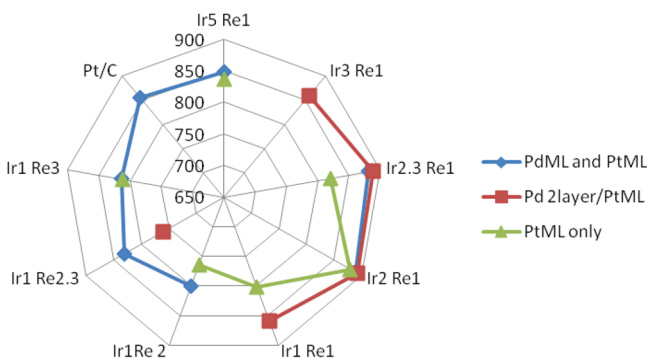 Ir5 Re1
900
850
800
750
700
650
Ir3 Re1
Ir2.3 Re1
Ir2 Re1
Ir1 Re1
Ir1Re 2
Ir1 Re2.3
Ir1 Re3
Pt/C
PdML and PtML
Pd 2layer/PtML
PtML only